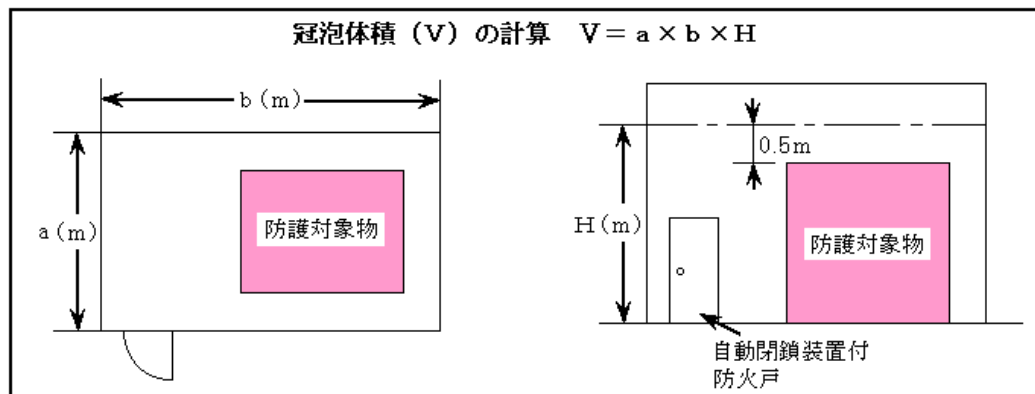 冠泡体積（V）の計算　V＝a×b×H
b（m）
a（m）
防護対象物
0.5m
H（m）
防護対象物
自動閉鎖装置付
防火戸